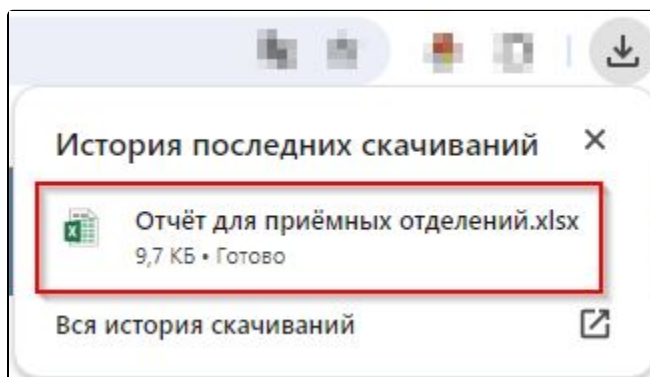 История последних скачиваний
Отчёт для приёмных отделений.xlsx
9,7 КБ • Готово
Вся история скачиваний